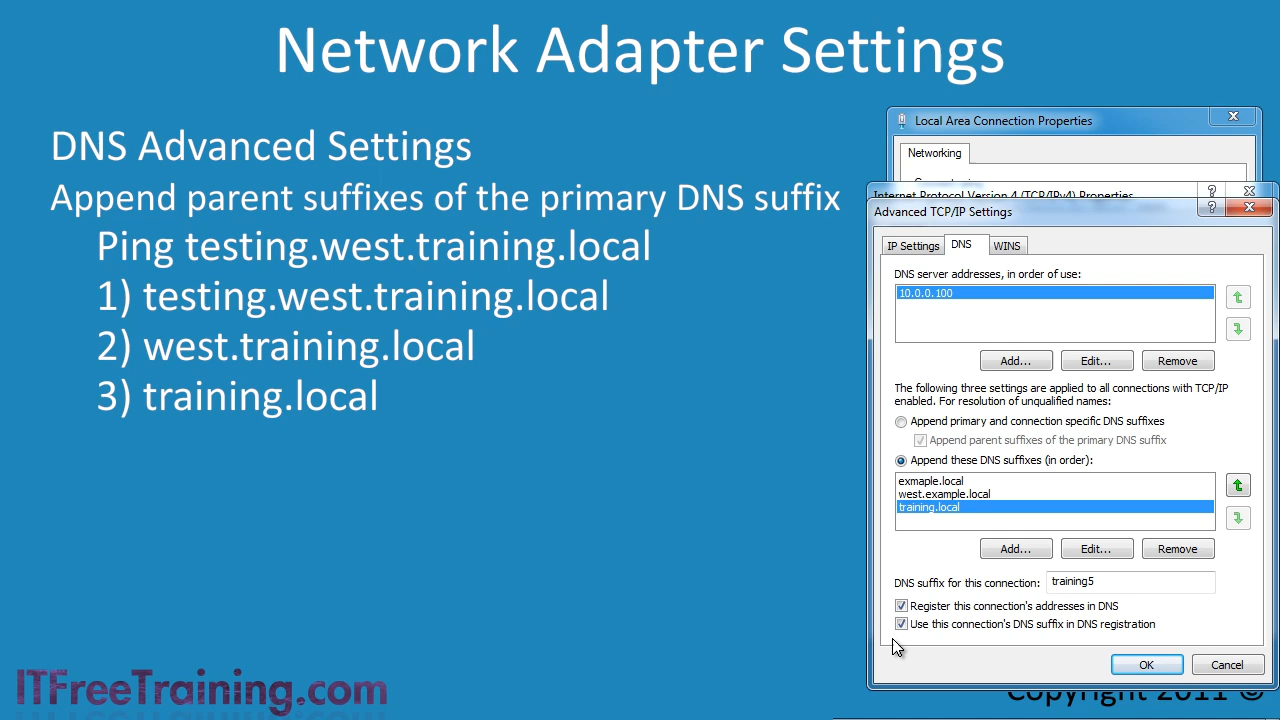 Network Adapter Settings
DNS Advanced Settings
Append parent suffixes of the primary DNS suffix
Ping testing.west.training.local
1) testing.west.training.local
2) west.training.local
3) training.local
Local Area Connection Properties
Networking
Internet Protocol Version 4 (TCP/IPv4) Properties
Advanced TCP/IP Settings
IP Settings DNS WINS
DNS server addresses, in order of use:
10.0.0.100
Add... Edit... Remove
The following three settings are applied to all connections with TCP/IP
enabled. For resolution of unqualified names:
Append primary and connection specific DNS suffixes
Append parent suffixes of the primary DNS suffix
Append these DNS suffixes (in order):
exmaple.local
west.example.local
training.local
Add... Edit... Remove
DNS suffix for this connection: training5
Register this connection's addresses in DNS
Use this connection's DNS suffix in DNS registration
OK Cancel
ITFreeTraining.com
Copyright 2011 ©